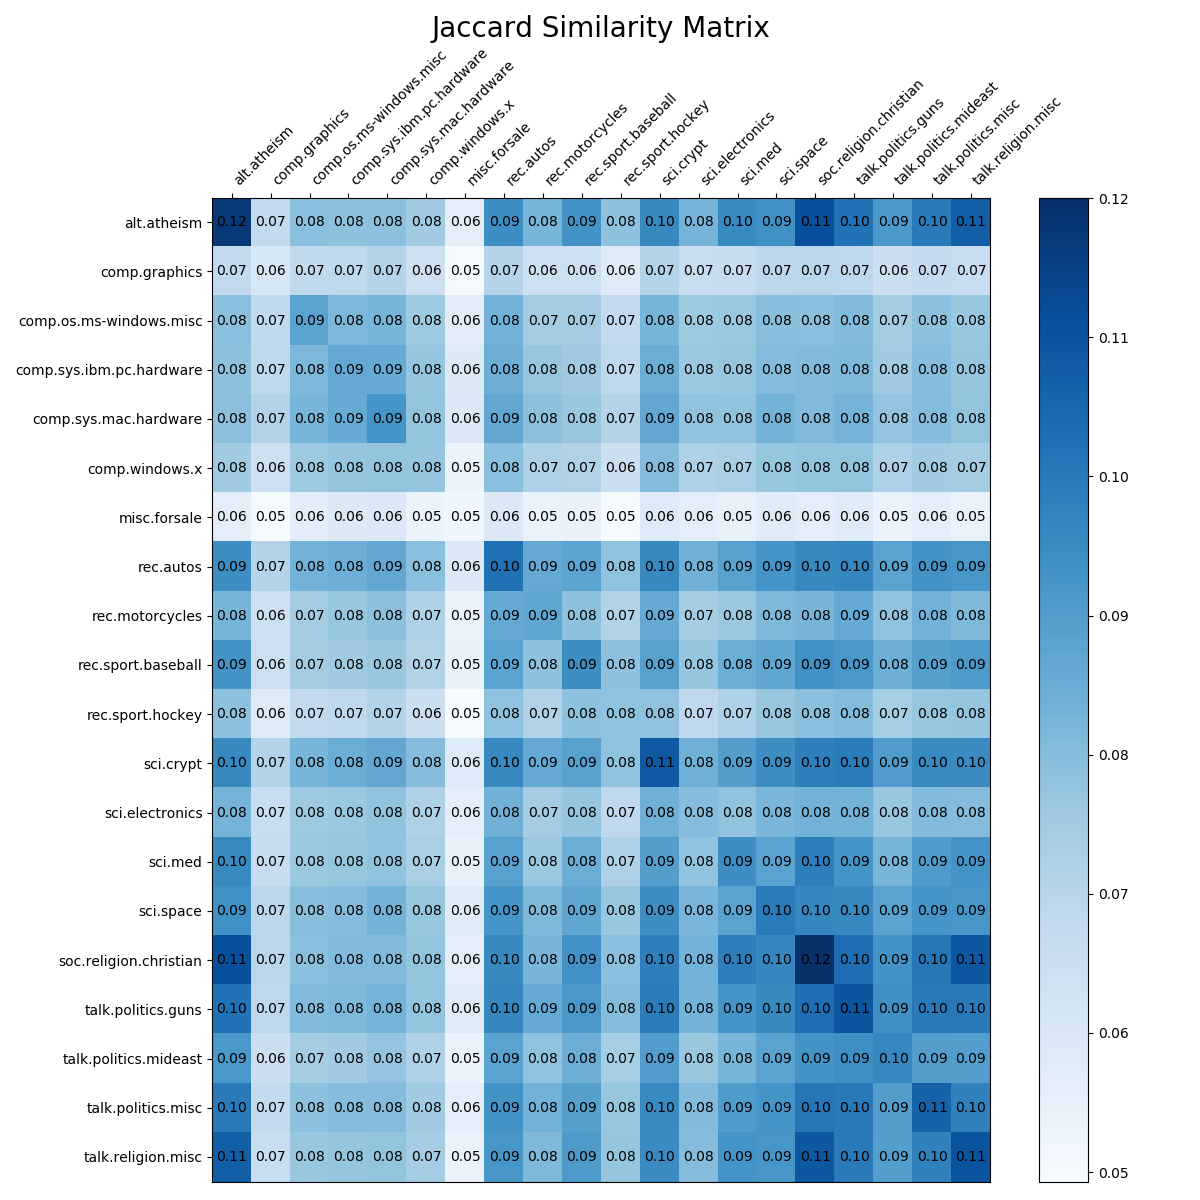 Jaccard Similarity Matrix
alt.atheism
comp.graphics
comp.os.ms-windows.misc
comp.sys.ibm.pc.hardware
comp.sys.mac.hardware
comp.windows.x
misc.forsale
rec.autos
rec.motorcycles
rec.sport.baseball
rec.sport.hockey
sci.crypt
sci.electronics
sci.med
sci.space
soc.religion.christian
talk.politics.guns
talk.politics.mideast
talk.politics.misc
talk.religion.misc
alt.atheism 0.12 0.07 0.08 0.08 0.08 0.08 0.06 0.09 0.08 0.09 0.08 0.10 0.08 0.10 0.09 0.11 0.10 0.09 0.10 0.11
comp.graphics 0.07 0.06 0.07 0.07 0.07 0.06 0.05 0.07 0.06 0.06 0.06 0.07 0.07 0.07 0.07 0.07 0.07 0.06 0.07 0.07
comp.os.ms-windows.misc 0.08 0.07 0.09 0.08 0.08 0.08 0.06 0.08 0.07 0.07 0.07 0.08 0.08 0.08 0.08 0.08 0.08 0.07 0.08 0.08
comp.sys.ibm.pc.hardware 0.08 0.07 0.08 0.09 0.09 0.08 0.06 0.08 0.08 0.08 0.07 0.08 0.08 0.08 0.08 0.08 0.08 0.08 0.08 0.08
comp.sys.mac.hardware 0.08 0.07 0.08 0.09 0.09 0.08 0.06 0.09 0.08 0.08 0.07 0.09 0.08 0.08 0.08 0.08 0.08 0.08 0.08 0.08
comp.windows.x 0.08 0.06 0.08 0.08 0.08 0.08 0.05 0.08 0.07 0.07 0.06 0.08 0.07 0.07 0.08 0.08 0.08 0.07 0.08 0.07
misc.forsale 0.06 0.05 0.06 0.06 0.06 0.05 0.05 0.06 0.05 0.05 0.05 0.06 0.06 0.05 0.06 0.06 0.06 0.05 0.06 0.05
rec.autos 0.09 0.07 0.08 0.08 0.09 0.08 0.06 0.10 0.09 0.09 0.08 0.10 0.08 0.09 0.09 0.10 0.10 0.09 0.09 0.09
rec.motorcycles 0.08 0.06 0.07 0.08 0.08 0.07 0.05 0.09 0.09 0.08 0.07 0.09 0.07 0.08 0.08 0.08 0.09 0.08 0.08 0.08
rec.sport.baseball 0.09 0.06 0.07 0.08 0.08 0.07 0.05 0.09 0.08 0.09 0.08 0.09 0.08 0.08 0.09 0.09 0.09 0.08 0.09 0.09
rec.sport.hockey 0.08 0.06 0.07 0.07 0.07 0.06 0.05 0.08 0.07 0.08 0.08 0.08 0.07 0.07 0.08 0.08 0.08 0.07 0.08 0.08
sci.crypt 0.10 0.07 0.08 0.08 0.09 0.08 0.06 0.10 0.09 0.09 0.08 0.11 0.08 0.09 0.09 0.10 0.10 0.09 0.10 0.10
sci.electronics 0.08 0.07 0.08 0.08 0.08 0.07 0.06 0.08 0.07 0.08 0.07 0.08 0.08 0.08 0.08 0.08 0.08 0.08 0.08 0.08
sci.med 0.10 0.07 0.08 0.08 0.08 0.07 0.05 0.09 0.08 0.08 0.07 0.09 0.08 0.09 0.09 0.10 0.09 0.08 0.09 0.09
sci.space 0.09 0.07 0.08 0.08 0.08 0.08 0.06 0.09 0.08 0.09 0.08 0.09 0.08 0.09 0.10 0.10 0.10 0.09 0.09 0.09
soc.religion.christian 0.11 0.07 0.08 0.08 0.08 0.08 0.06 0.10 0.08 0.09 0.08 0.10 0.08 0.10 0.10 0.12 0.10 0.09 0.10 0.11
talk.politics.guns 0.10 0.07 0.08 0.08 0.08 0.08 0.06 0.10 0.09 0.09 0.08 0.10 0.08 0.09 0.10 0.10 0.11 0.09 0.10 0.10
talk.politics.mideast 0.09 0.06 0.07 0.08 0.08 0.07 0.05 0.09 0.08 0.08 0.07 0.09 0.08 0.08 0.09 0.09 0.09 0.10 0.09 0.09
talk.politics.misc 0.10 0.07 0.08 0.08 0.08 0.08 0.06 0.09 0.08 0.09 0.08 0.10 0.08 0.09 0.09 0.10 0.10 0.09 0.11 0.10
talk.religion.misc 0.11 0.07 0.08 0.08 0.08 0.07 0.05 0.09 0.08 0.09 0.08 0.10 0.08 0.09 0.09 0.11 0.10 0.09 0.10 0.11
0.12
0.11
0.10
0.09
0.08
0.07
0.06
0.05